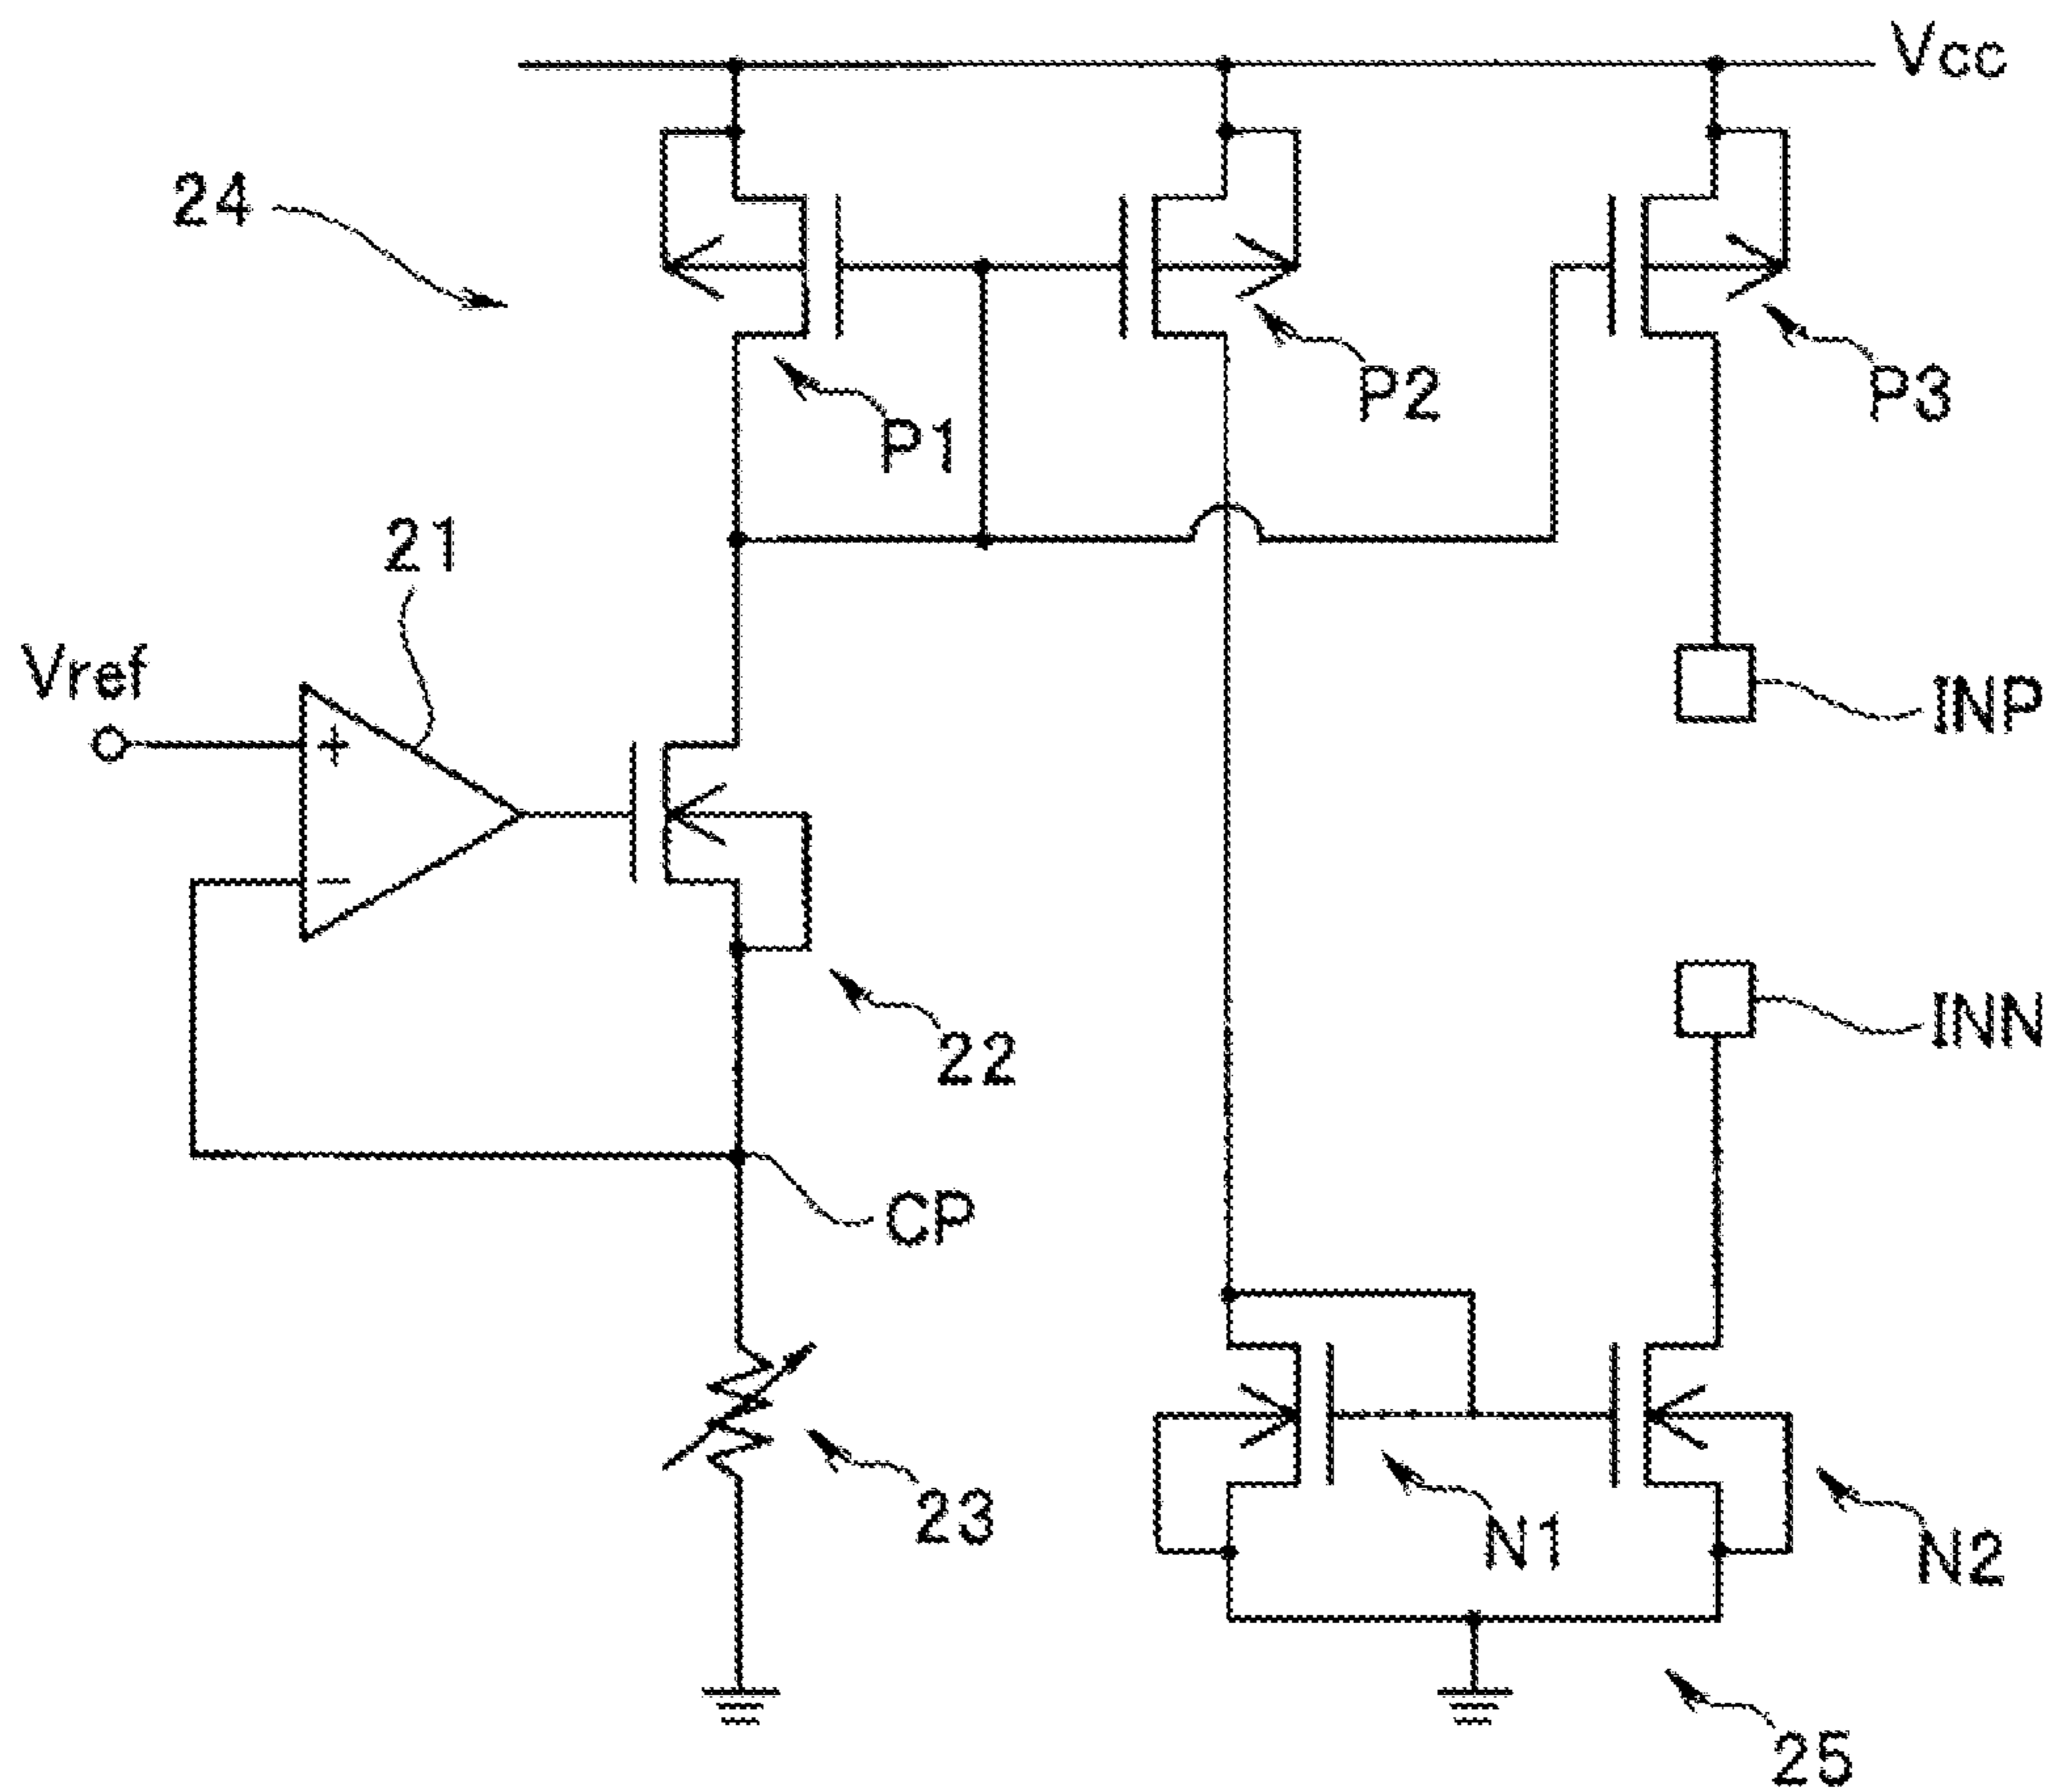 Vcc
24
P1
P2
P3
21
Vref
+
−
INP
INN
22
CP
23
N1
N2
25